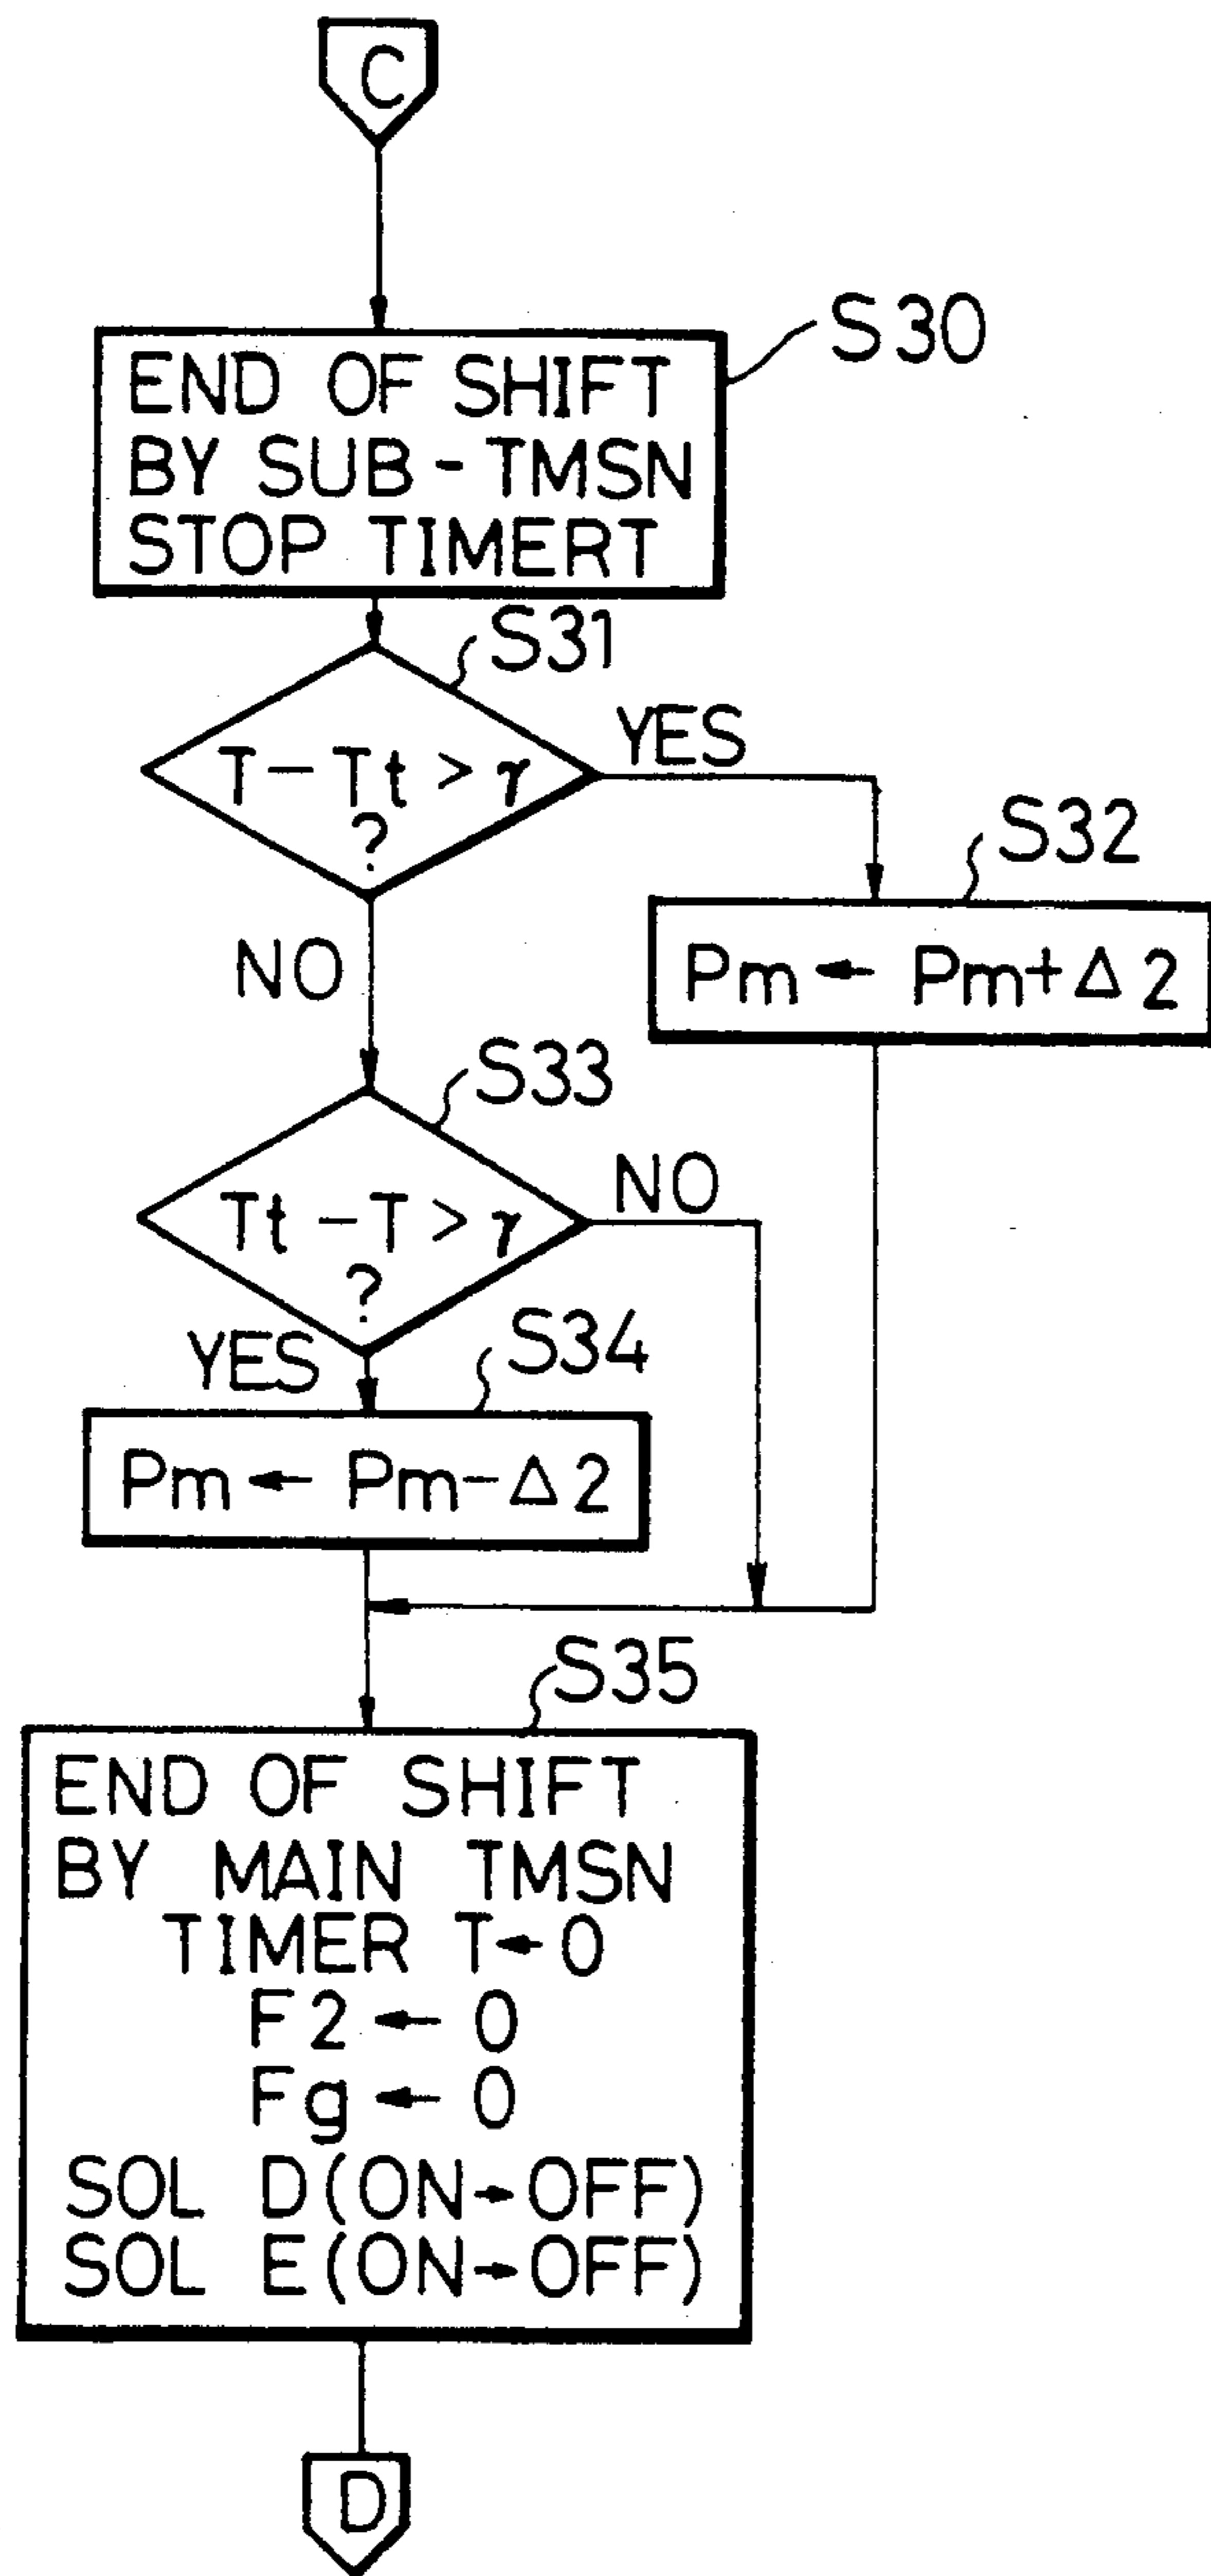 C
S30
END OF SHIFT
BY SUB-TMSN
STOP TIMERT
S31
T-Tt>γ
?
YES
NO
S32
Pm ← Pm+Δ2
S33
Tt-T>γ
?
NO
YES
S34
Pm ← Pm-Δ2
S35
END OF SHIFT
BY MAIN TMSN
TIMER T←0
F2 ← 0
Fg ← 0
SOL D(ON→OFF)
SOL E(ON→OFF)
D